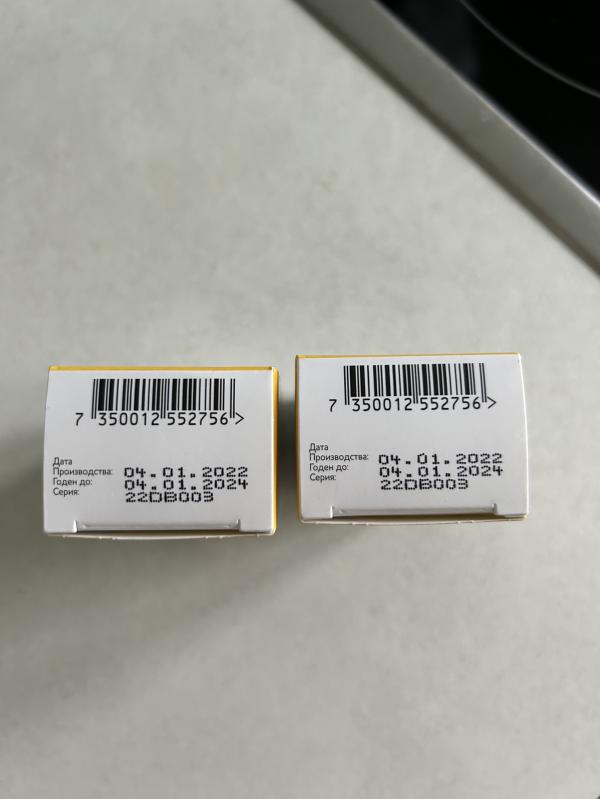 7 350012 552756 >
Дата
Производства: 04.01.2022
Годен до: 04.01.2024
Серия: 22DB003
7 350012 552756 >
Дата
Производства: 04.01.2022
Годен до: 04.01.2024
Серия: 22DB003